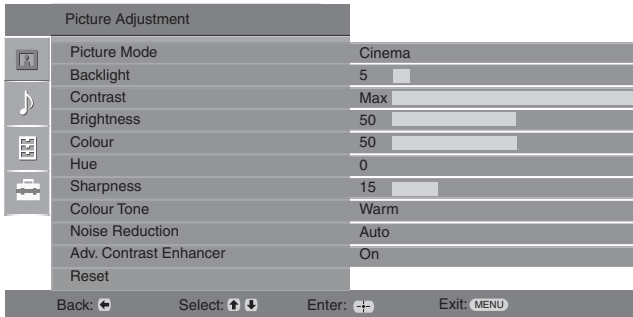 Picture Adjustment
Picture Mode Cinema
Backlight 5
Contrast Max
Brightness 50
Colour 50
Hue 0
Sharpness 15
Colour Tone Warm
Noise Reduction Auto
Adv. Contrast Enhancer On
Reset
Back: Select: Enter: Exit: MENU